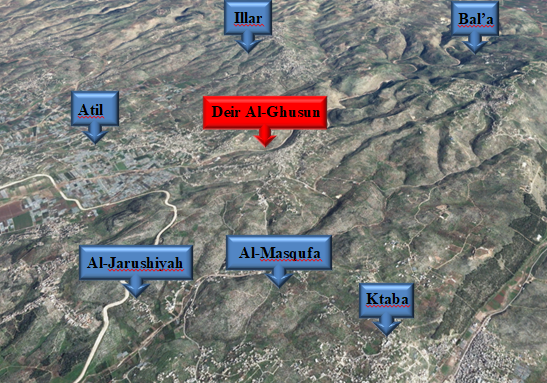 Illar
Bal’a
Atil
Deir Al-Ghusun
Al-Jarushiyah
Al-Masqufa
Ktaba